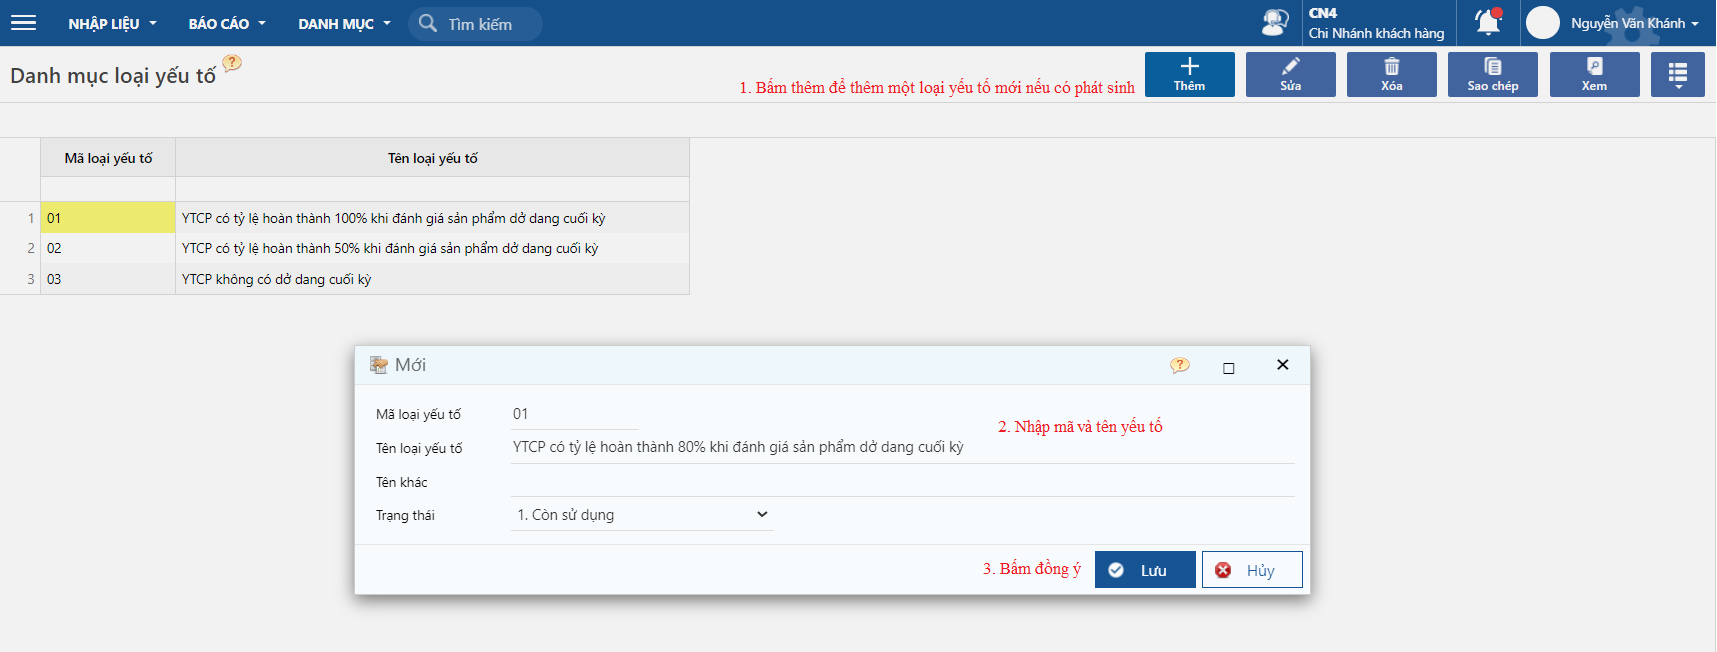 NHẬP LIỆU BÁO CÁO DANH MỤC Tìm kiếm CN4
Chi Nhánh khách hàng Nguyễn Văn Khánh
Danh mục loại yếu tố ?
1. Bấm thêm để thêm một loại yếu tố mới nếu có phát sinh Thêm Sửa Xóa Sao chép Xem
Mã loại yếu tố Tên loại yếu tố
1 01 YTCP có tỷ lệ hoàn thành 100% khi đánh giá sản phẩm dở dang cuối kỳ
2 02 YTCP có tỷ lệ hoàn thành 50% khi đánh giá sản phẩm dở dang cuối kỳ
3 03 YTCP không có dở dang cuối kỳ
Mới ?
Mã loại yếu tố 01
2. Nhập mã và tên yếu tố
Tên loại yếu tố YTCP có tỷ lệ hoàn thành 80% khi đánh giá sản phẩm dở dang cuối kỳ
Tên khác
Trạng thái 1. Còn sử dụng
3. Bấm đồng ý Lưu Hủy